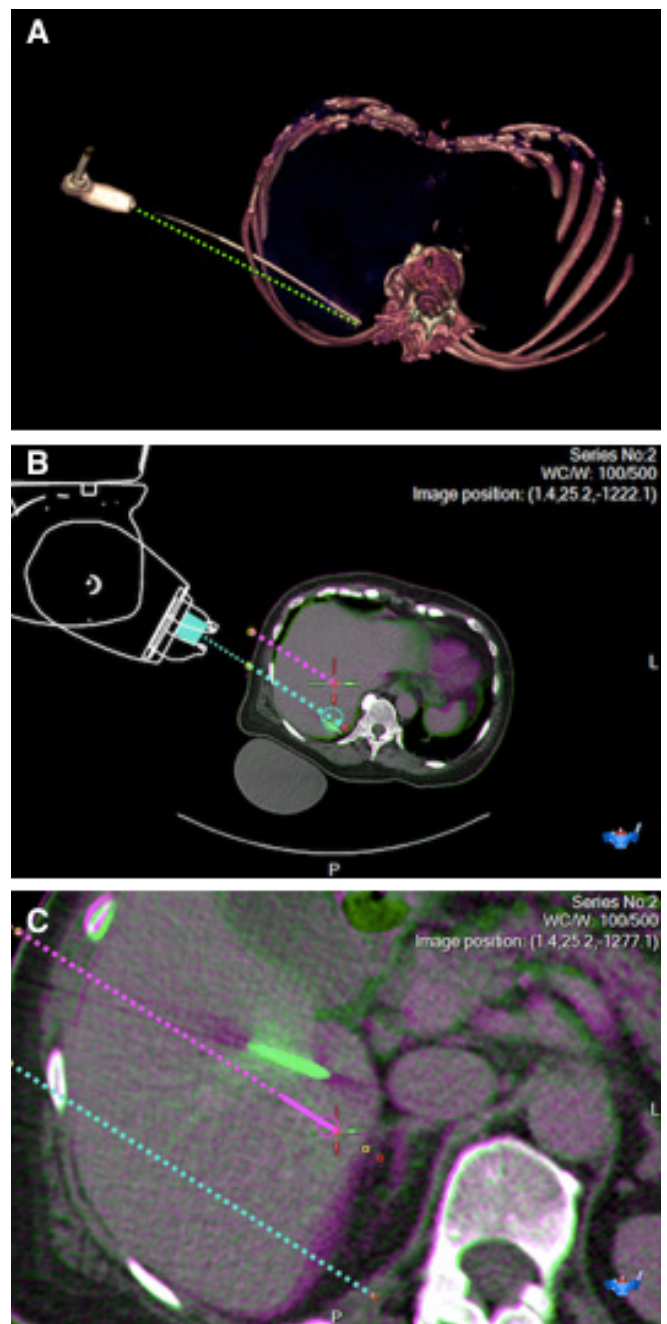 A
L
B
Series No:2
WC/W: 100/500
Image position: (1.4,25.2,-1222.1)
L
P
C
Series No:2
WC/W: 100/500
Image position: (1.4,25.2,-1277.1)
L
P